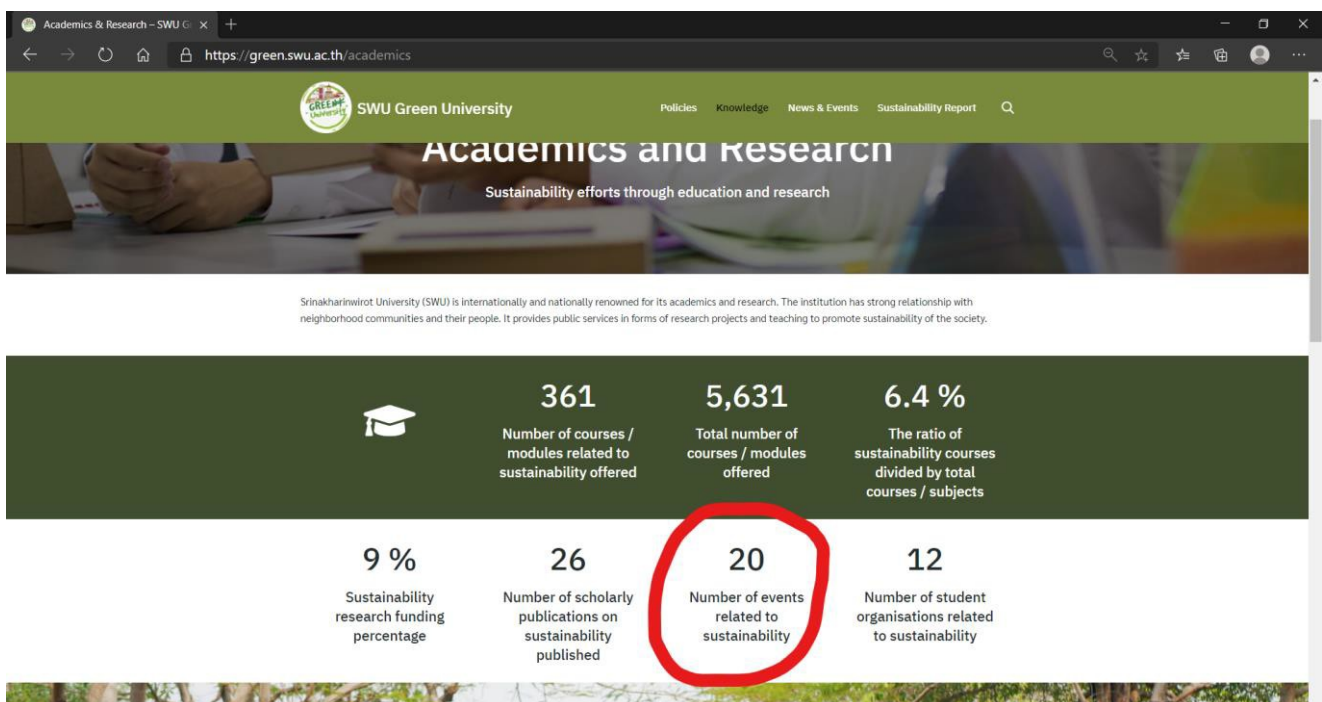 Academics & Research – SWU G
https://green.swu.ac.th/academics
GREEN
University
SWU Green University
Policies
Knowledge
News & Events
Sustainability Report
Academics and Research
Sustainability efforts through education and research
Srinakharinwirot University (SWU) is internationally and nationally renowned for its academics and research. The institution has strong relationship with
neighborhood communities and their people. It provides public services in forms of research projects and teaching to promote sustainability of the society.
361
Number of courses /
modules related to
sustainability offered
5,631
Total number of
courses / modules
offered
6.4 %
The ratio of
sustainability courses
divided by total
courses / subjects
9 %
Sustainability
research funding
percentage
26
Number of scholarly
publications on
sustainability
published
20
Number of events
related to
sustainability
12
Number of student
organisations related
to sustainability